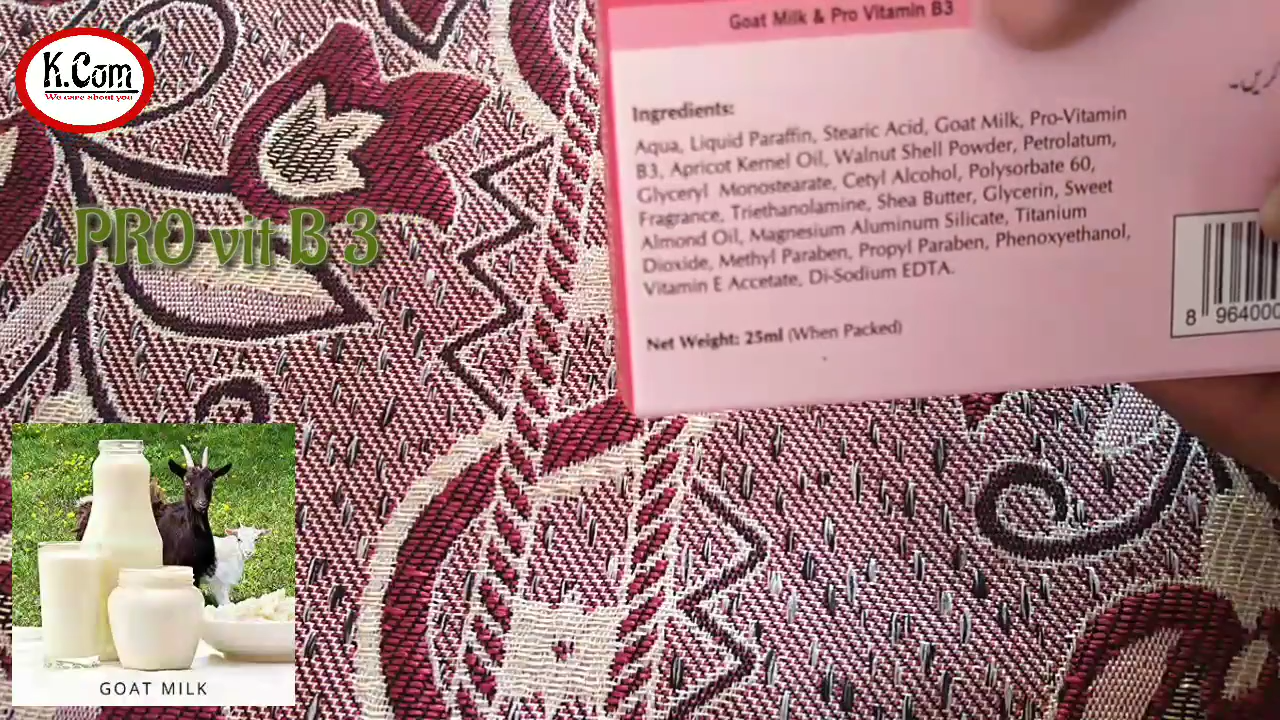 K.Com
We care about you
PRO vit B 3
GOAT MILK
Goat Milk & Pro Vitamin B3
Ingredients:
Aqua, Liquid Paraffin, Stearic Acid, Goat Milk, Pro-Vitamin
B3, Apricot Kernel Oil, Walnut Shell Powder, Petrolatum,
Glyceryl Monostearate, Cetyl Alcohol, Polysorbate 60,
Fragrance, Triethanolamine, Shea Butter, Glycerin, Sweet
Almond Oil, Magnesium Aluminum Silicate, Titanium
Dioxide, Methyl Paraben, Propyl Paraben, Phenoxyethanol,
Vitamin E Accetate, Di-Sodium EDTA.
Net Weight: 25ml (When Packed)
کریں۔
8 964000